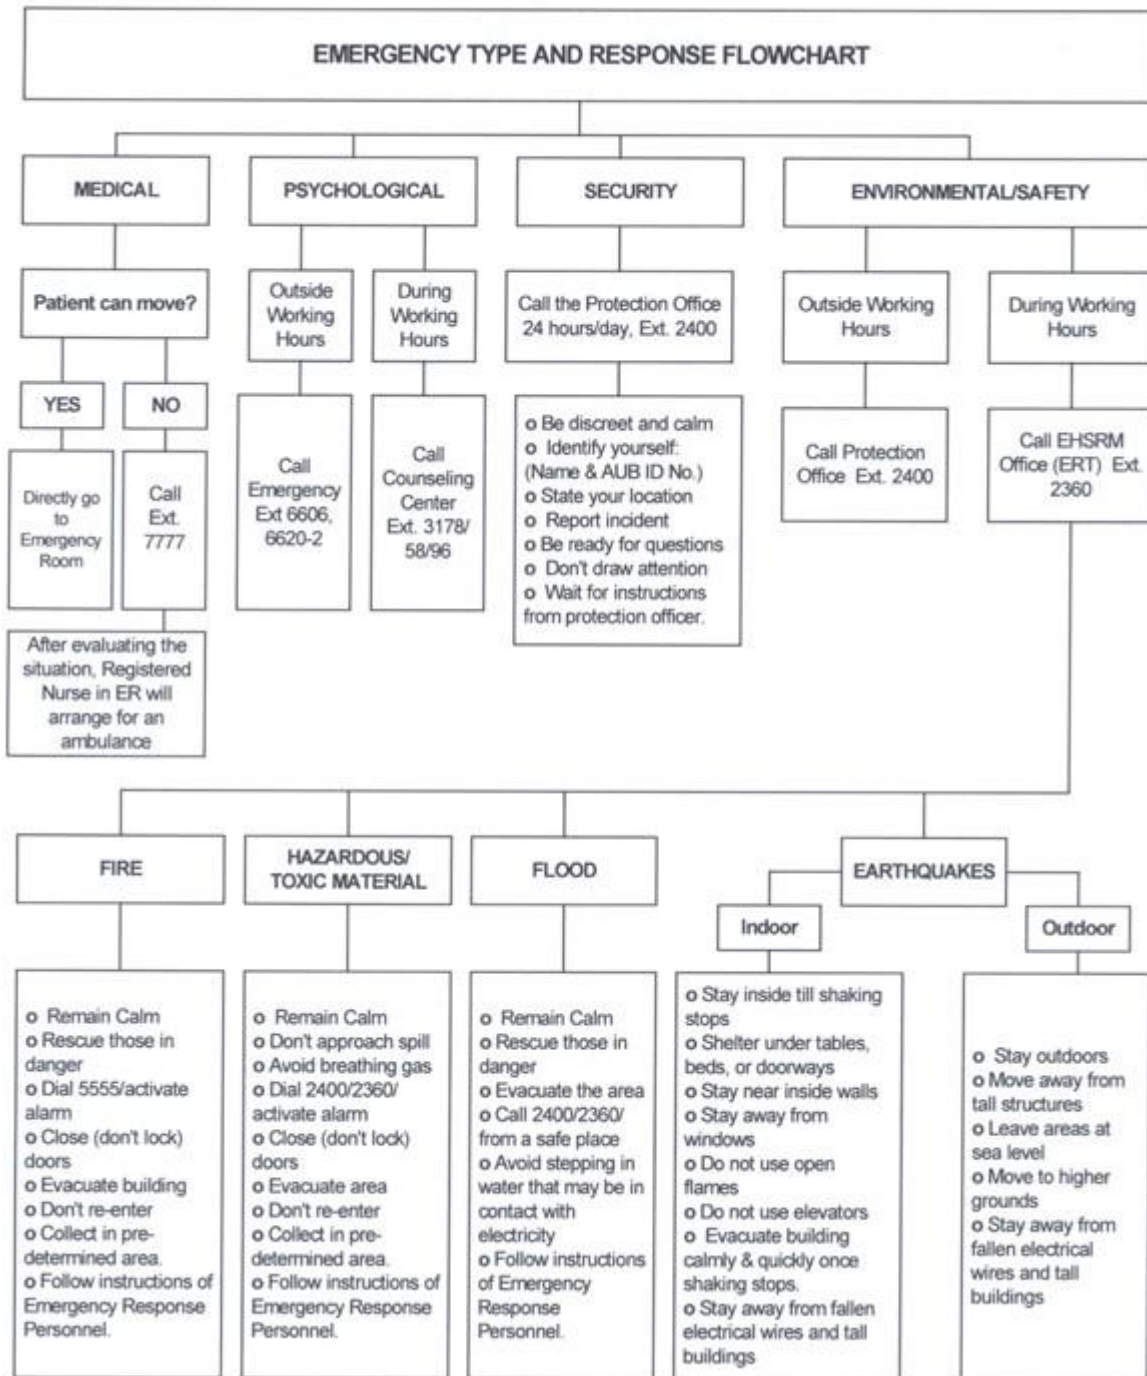 EMERGENCY TYPE AND RESPONSE FLOWCHART
MEDICAL
PSYCHOLOGICAL
SECURITY
ENVIRONMENTAL/SAFETY
Patient can move?
Outside
Working
Hours
During
Working
Hours
Call the Protection Office
24 hours/day, Ext. 2400
Outside Working
Hours
During Working
Hours
YES
NO
Directly go
to
Emergency
Room
Call
Ext.
7777
Call
Emergency
Ext 6606,
6620-2
Call
Counseling
Center
Ext. 3178/
58/96
o Be discreet and calm
o Identify yourself:
(Name & AUB ID No.)
o State your location
o Report incident
o Be ready for questions
o Don't draw attention
o Wait for instructions
from protection officer.
Call Protection
Office Ext. 2400
Call EHSRM
Office (ERT) Ext.
2360
After evaluating the
situation, Registered
Nurse in ER will
arrange for an
ambulance
FIRE
HAZARDOUS/
TOXIC MATERIAL
FLOOD
EARTHQUAKES
Indoor
Outdoor
o Remain Calm
o Rescue those in
danger
o Dial 5555/activate
alarm
o Close (don't lock)
doors
o Evacuate building
o Don't re-enter
o Collect in pre-
determined area.
o Follow instructions of
Emergency Response
Personnel.
o Remain Calm
o Don't approach spill
o Avoid breathing gas
o Dial 2400/2360/
activate alarm
o Close (don't lock)
doors
o Evacuate area
o Don't re-enter
o Collect in pre-
determined area.
o Follow instructions of
Emergency Response
Personnel.
o Remain Calm
o Rescue those in
danger
o Evacuate the area
o Call 2400/2360/
from a safe place
o Avoid stepping in
water that may be in
contact with
electricity
o Follow instructions
of Emergency
Response
Personnel.
o Stay inside till shaking
stops
o Shelter under tables,
beds, or doorways
o Stay near inside walls
o Stay away from
windows
o Do not use open
flames
o Do not use elevators
o Evacuate building
calmly & quickly once
shaking stops.
o Stay away from fallen
electrical wires and tall
buildings
o Stay outdoors
o Move away from
tall structures
o Leave areas at
sea level
o Move to higher
grounds
o Stay away from
fallen electrical
wires and tall
buildings